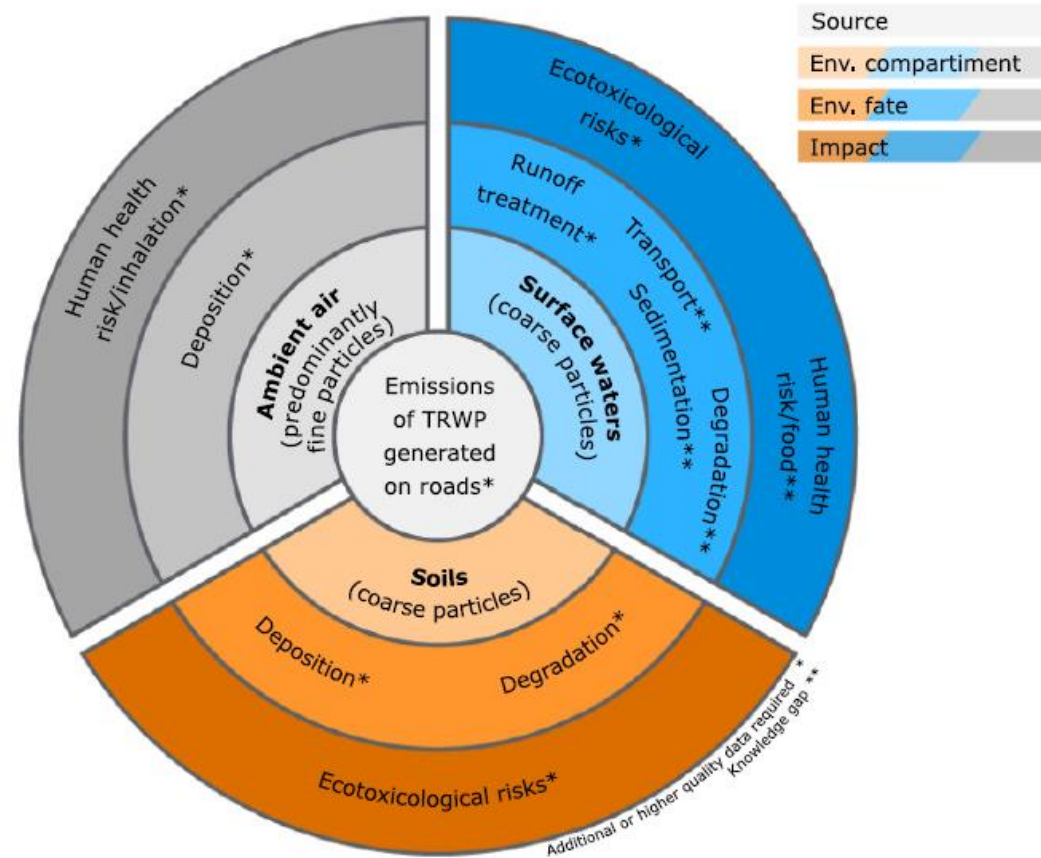 Source
Env. compartiment
Env. fate
Impact
Ecotoxicological
risks*
Runoff
treatment*
Transport**
Sedimentation**
Degradation**
Surface waters
(coarse particles)
Human health
risk/food**
Human health
risk/inhalation*
Deposition*
Ambient air
(predominantly
fine particles)
Emissions
of TRWP
generated
on roads*
Soils
(coarse particles)
Deposition*
Degradation*
Ecotoxicological risks*
Additional or higher quality data required *
Knowledge gap **